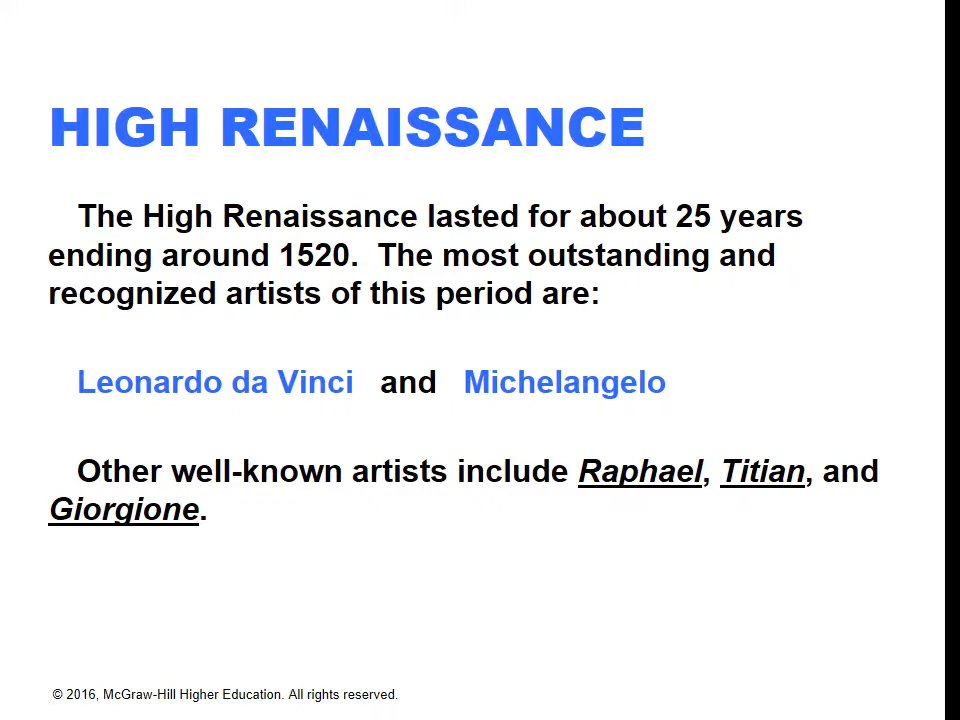 HIGH RENAISSANCE
The High Renaissance lasted for about 25 years
ending around 1520.  The most outstanding and
recognized artists of this period are:
Leonardo da Vinci   and   Michelangelo
Other well-known artists include Raphael, Titian, and
Giorgione.
© 2016, McGraw-Hill Higher Education. All rights reserved.